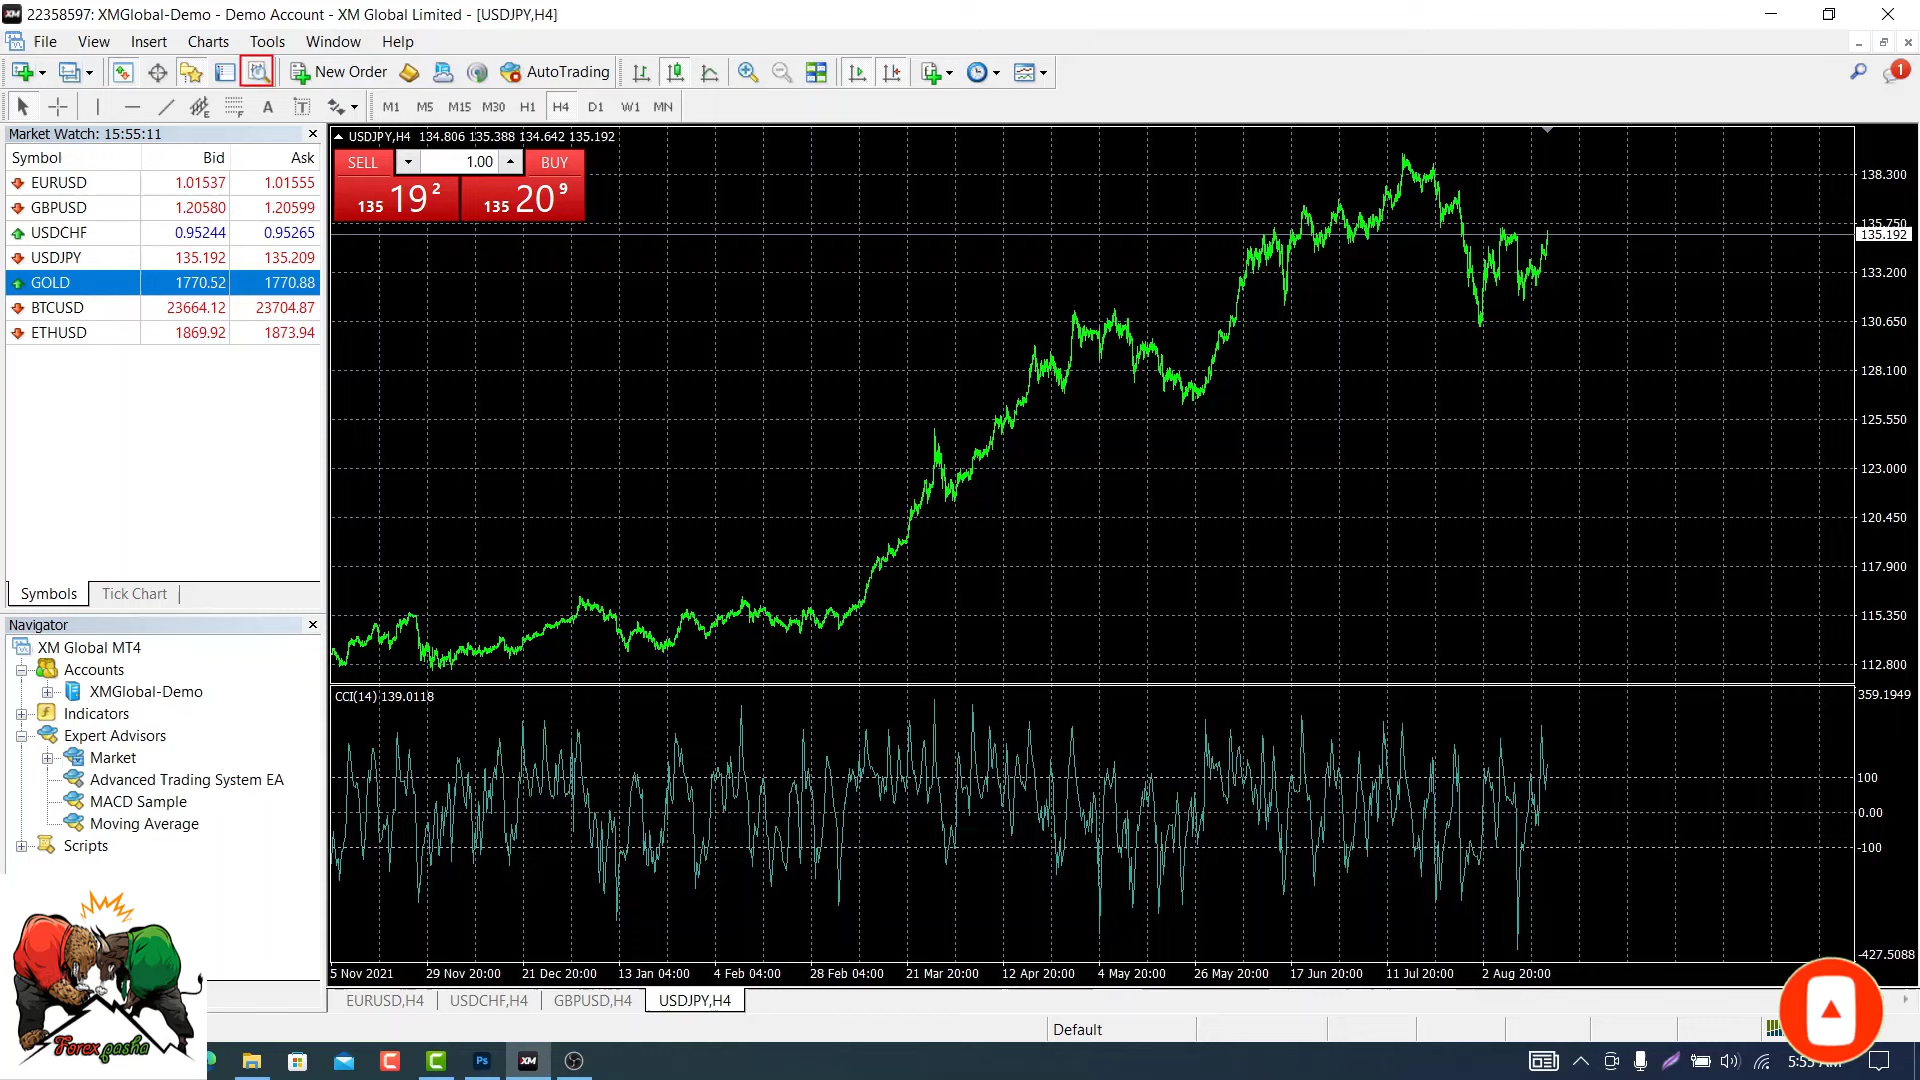 22358597: XMGlobal-Demo - Demo Account - XM Global Limited - [USDJPY,H4]
File View Insert Charts Tools Window Help
New Order AutoTrading
1
A T M1 M5 M15 M30 H1 H4 D1 W1 MN
Market Watch: 15:55:11
Symbol Bid Ask
EURUSD 1.01537 1.01555
GBPUSD 1.20580 1.20599
USDCHF 0.95244 0.95265
USDJPY 135.192 135.209
GOLD 1770.52 1770.88
BTCUSD 23664.12 23704.87
ETHUSD 1869.92 1873.94
Symbols Tick Chart
Navigator
XM Global MT4
Accounts
XMGlobal-Demo
Indicators
Expert Advisors
Market
Advanced Trading System EA
MACD Sample
Moving Average
Scripts
Forex pasha
USDJPY,H4 134.806 135.388 134.642 135.192
SELL 1.00 BUY
135 19 2 135 20 9
138.300
135.750
135.192
133.200
130.650
128.100
125.550
123.000
120.450
117.900
115.350
112.800
CCI(14) 139.0118
359.1949
100
0.00
-100
-427.5088
5 Nov 2021 29 Nov 20:00 21 Dec 20:00 13 Jan 04:00 4 Feb 04:00 28 Feb 04:00 21 Mar 20:00 12 Apr 20:00 4 May 20:00 26 May 20:00 17 Jun 20:00 11 Jul 20:00 2 Aug 20:00
EURUSD,H4 USDCHF,H4 GBPUSD,H4 USDJPY,H4
Default
Ps XM